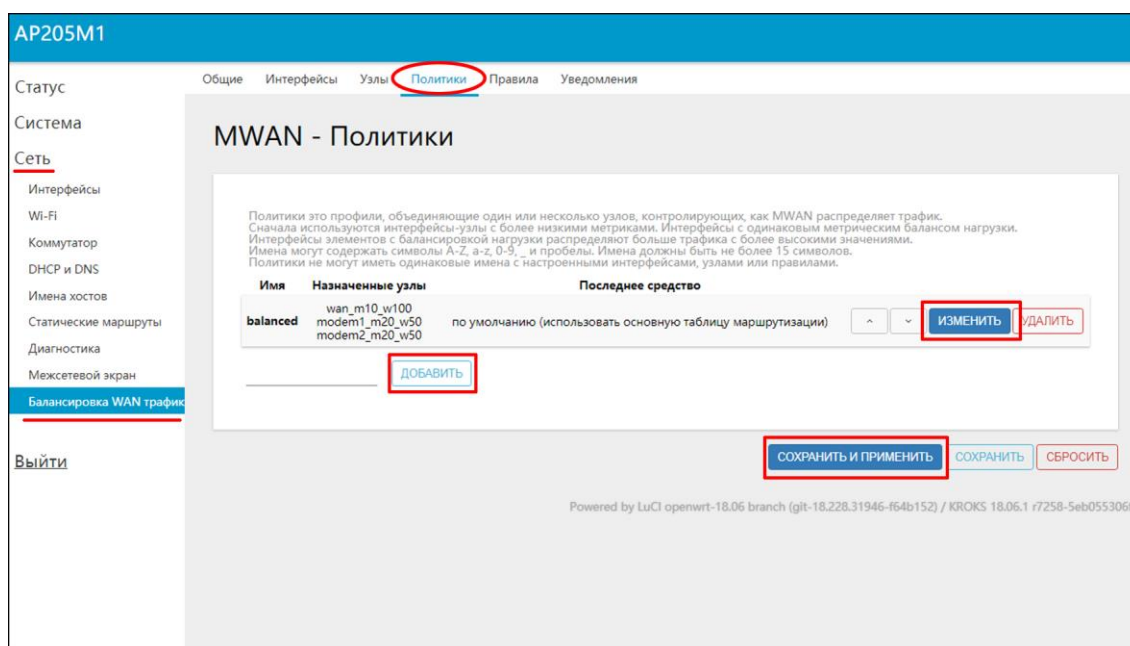 AP205M1
Общие Интерфейсы Узлы Политики Правила Уведомления
Статус
Система
Сеть
Интерфейсы
Wi-Fi
Коммутатор
DHCP и DNS
Имена хостов
Статические маршруты
Диагностика
Межсетевой экран
Балансировка WAN трафик
Выйти
MWAN - Политики
Политики это профили, объединяющие один или несколько узлов, контролирующих, как MWAN распределяет трафик.
Сначала используются интерфейсы-узлы с более низкими метриками. Интерфейсы с одинаковым метрическим балансом нагрузки.
Интерфейсы элементов с балансировкой нагрузки распределяют больше трафика с более высокими значениями.
Имена могут содержать символы A-Z, a-z, 0-9, _ и пробелы. Имена должны быть не более 15 символов.
Политики не могут иметь одинаковые имена с настроенными интерфейсами, узлами или правилами.
Имя Назначенные узлы Последнее средство
wan_m10_w100
balanced modem1_m20_w50 по умолчанию (использовать основную таблицу маршрутизации) ИЗМЕНИТЬ УДАЛИТЬ
modem2_m20_w50
ДОБАВИТЬ
СОХРАНИТЬ И ПРИМЕНИТЬ СОХРАНИТЬ СБРОСИТЬ
Powered by LuCI openwrt-18.06 branch (git-18.228.31946-f64b152) / KROKS 18.06.1 r7258-5eb055306